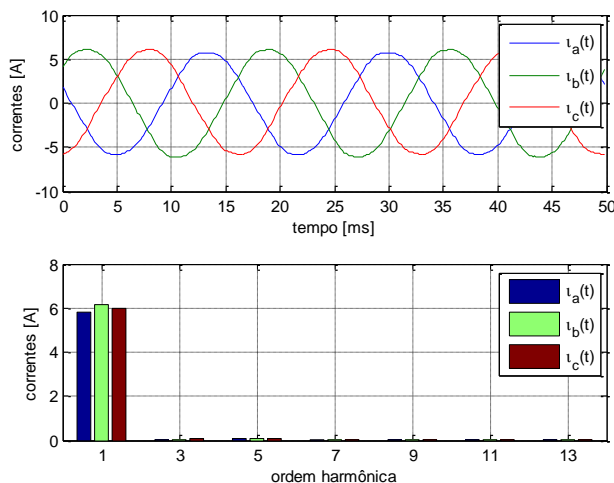 10
5
0
-5
-10
correntes [A]
0 5 10 15 20 25 30 35 40 45 50
tempo [ms]
ι_a(t)
ι_b(t)
ι_c(t)
8
6
4
2
0
correntes [A]
1 3 5 7 9 11 13
ordem harmônica
ι_a(t)
ι_b(t)
ι_c(t)